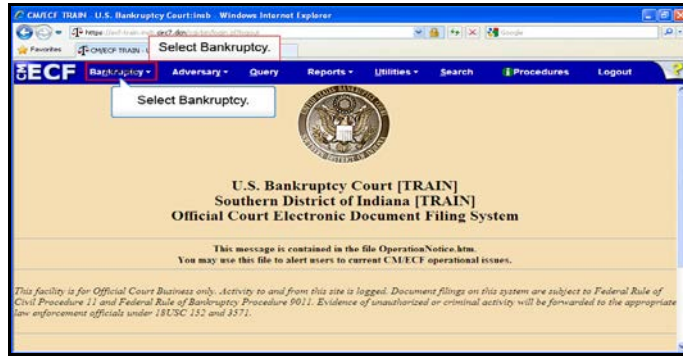 CM/ECF TRAIN - U.S. Bankruptcy Court:insb - Windows Internet Explorer
Google
Favorites
Select Bankruptcy.
ECF Bankruptcy Adversary Query Reports Utilities Search Procedures Logout
Select Bankruptcy.
U.S. Bankruptcy Court [TRAIN]
Southern District of Indiana [TRAIN]
Official Court Electronic Document Filing System
This message is contained in the file OperationNotice.htm.
You may use this file to alert users to current CM/ECF operational issues.
This facility is for Official Court Business only. Activity to and from this site is logged. Document filings on this system are subject to Federal Rule of
Civil Procedure 11 and Federal Rule of Bankruptcy Procedure 9011. Evidence of unauthorized or criminal activity will be forwarded to the appropriate
law enforcement officials under 18USC 152 and 3571.